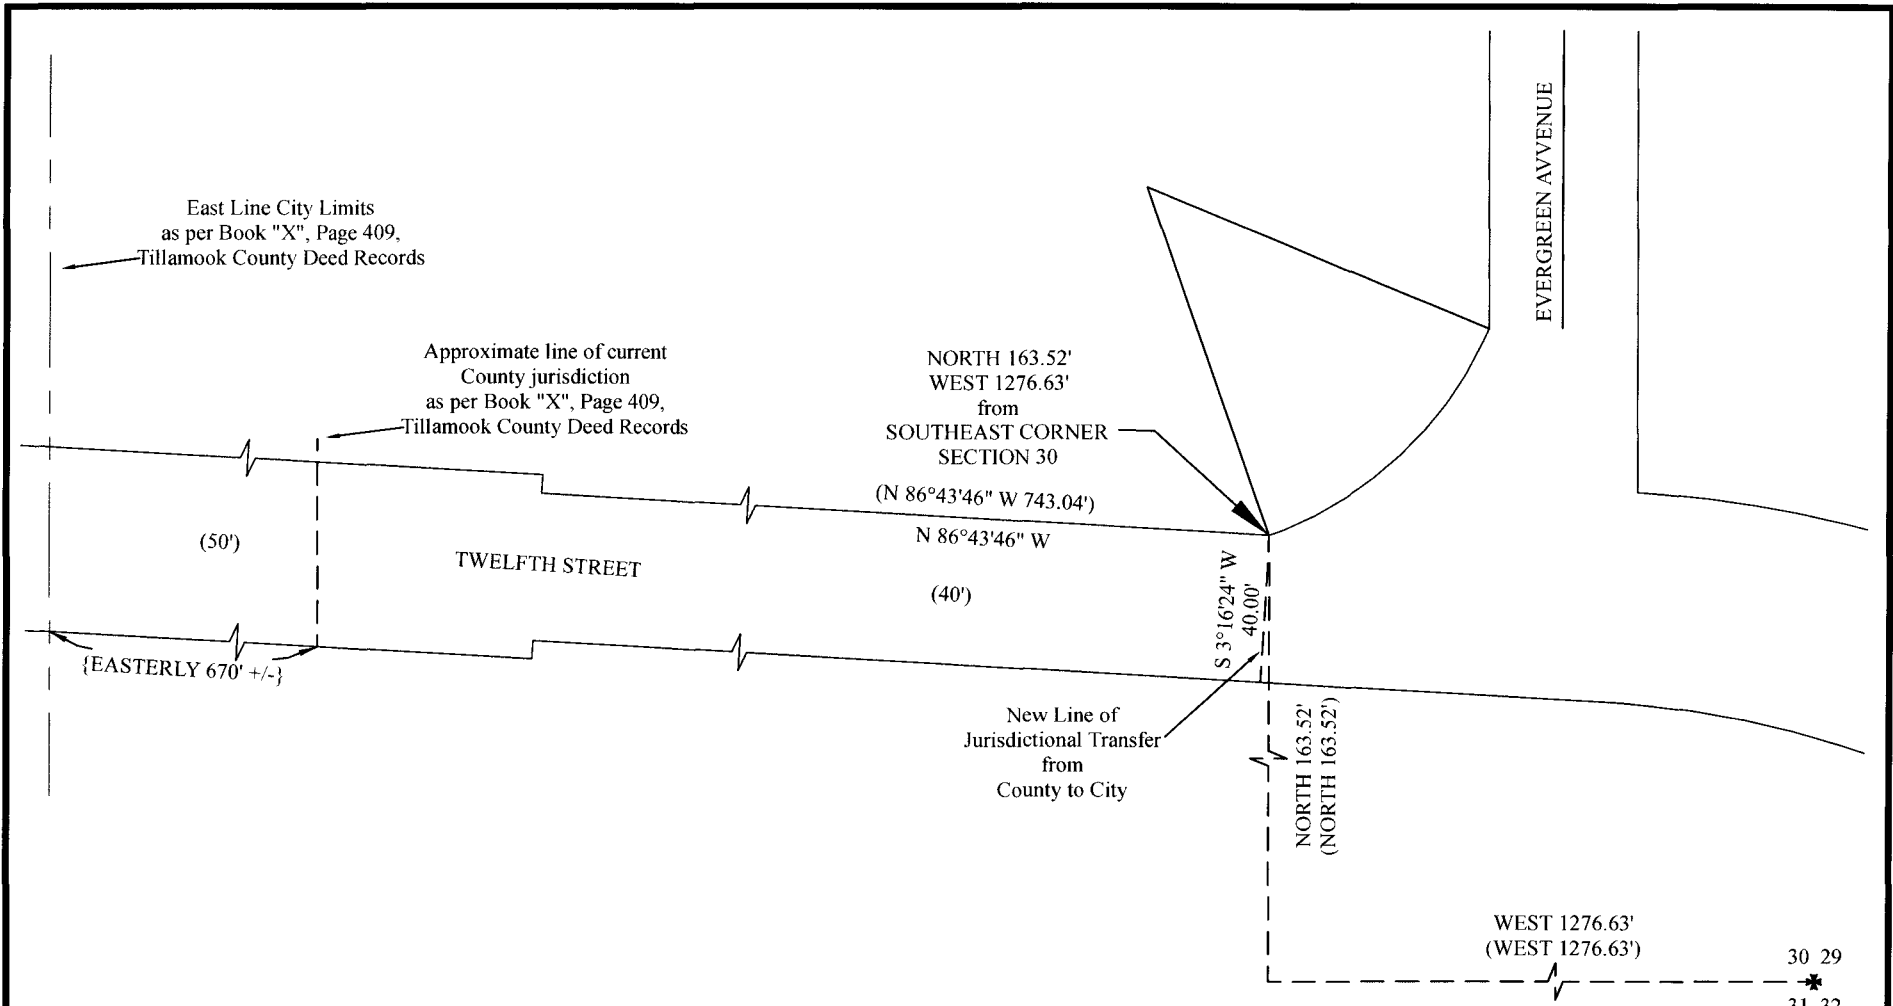 EVERGREEN AVVENUE
East Line City Limits
as per Book "X", Page 409,
Tillamook County Deed Records
Approximate line of current
County jurisdiction
as per Book "X", Page 409,
Tillamook County Deed Records
NORTH 163.52'
WEST 1276.63'
from
SOUTHEAST CORNER
SECTION 30
(N 86°43'46" W 743.04')
N 86°43'46" W
(50')
TWELFTH STREET
(40')
S 3°16'24" W
40.00'
{EASTERLY 670' +/-}
New Line of
Jurisdictional Transfer
from
County to City
NORTH 163.52'
(NORTH 163.52')
WEST 1276.63'
(WEST 1276.63')
30 29
31 32